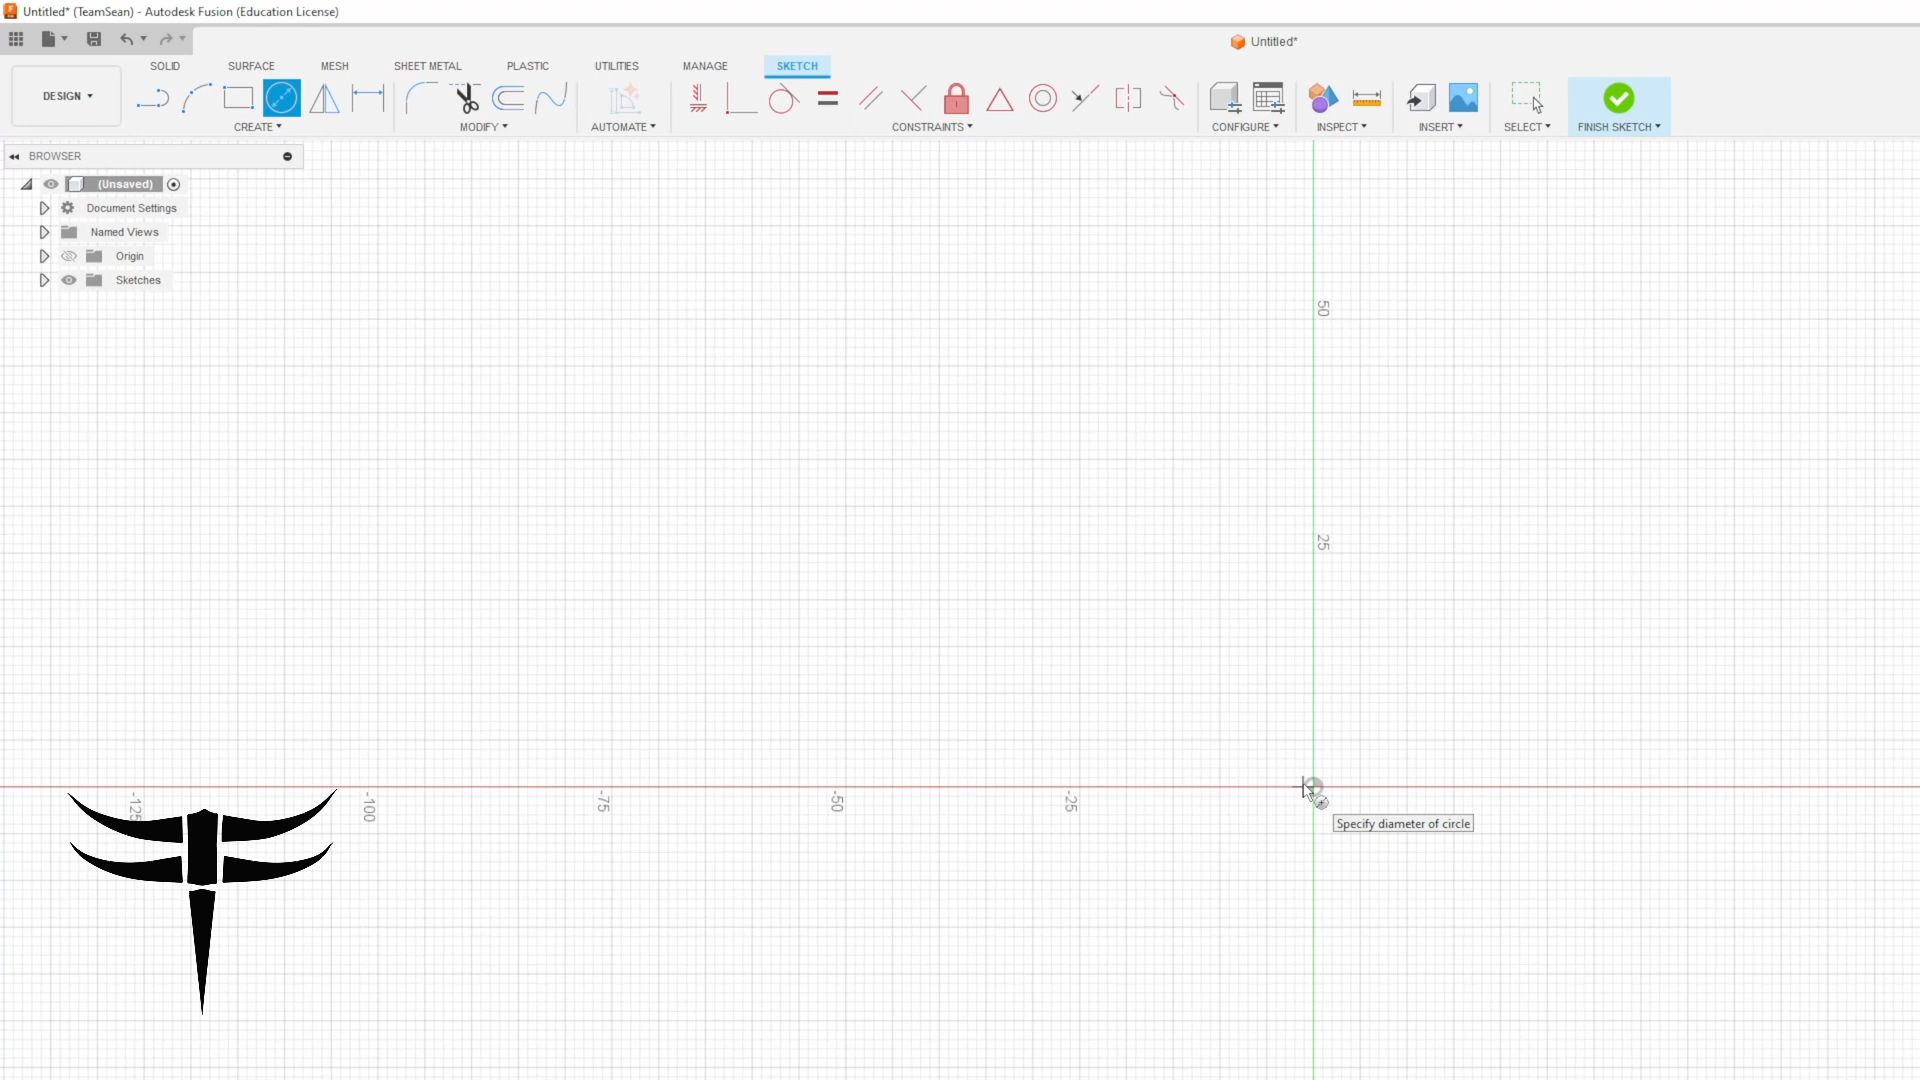 Untitled* (TeamSean) - Autodesk Fusion (Education License)
Untitled*
SOLID SURFACE MESH SHEET METAL PLASTIC UTILITIES MANAGE SKETCH
DESIGN
CREATE MODIFY AUTOMATE CONSTRAINTS CONFIGURE INSPECT INSERT SELECT FINISH SKETCH
BROWSER
(Unsaved)
Document Settings
Named Views
Origin
Sketches
50
25
-125 -100 -75 -50 -25
Specify diameter of circle